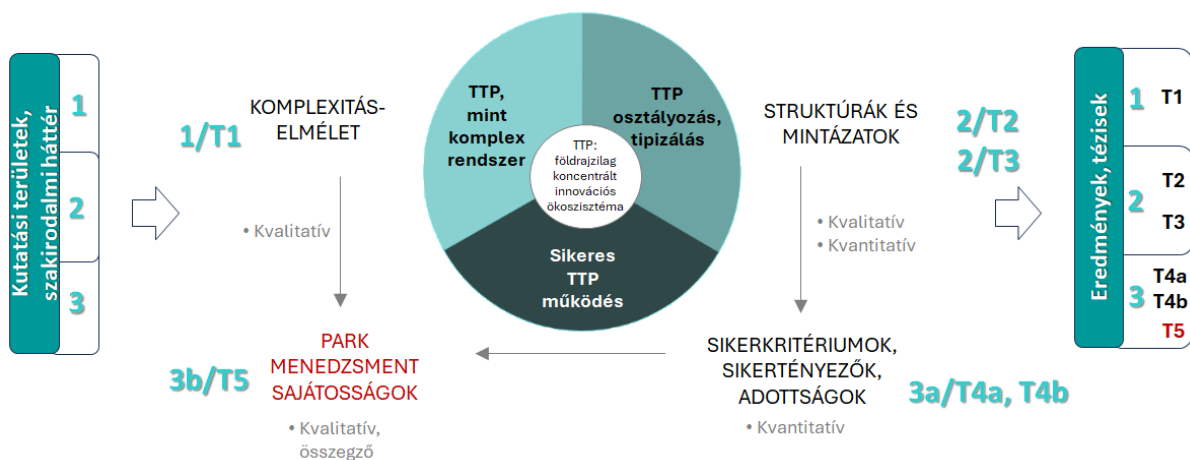 Kutatási területek,
szakirodalmi háttér
1
2
3
1/T1
KOMPLEXITÁS-
ELMÉLET
• Kvalitatív
TTP,
mint
komplex
rendszer
TTP
osztályozás,
tipizálás
TTP:
földrajzilag
koncentrált
innovációs
ökoszisztéma
Sikeres
TTP
működés
STRUKTÚRÁK ÉS
MINTÁZATOK
2/T2
2/T3
• Kvalitatív
• Kvantitatív
PARK
MENEDZSMENT
SAJÁTOSSÁGOK
3b/T5
• Kvalitatív,
összegző
SIKERKRITÉRIUMOK,
SIKERTÉNYEZŐK,
ADOTTSÁGOK
3a/T4a, T4b
• Kvantitatív
Eredmények, tézisek
1
T1
2
T2
T3
3
T4a
T4b
T5